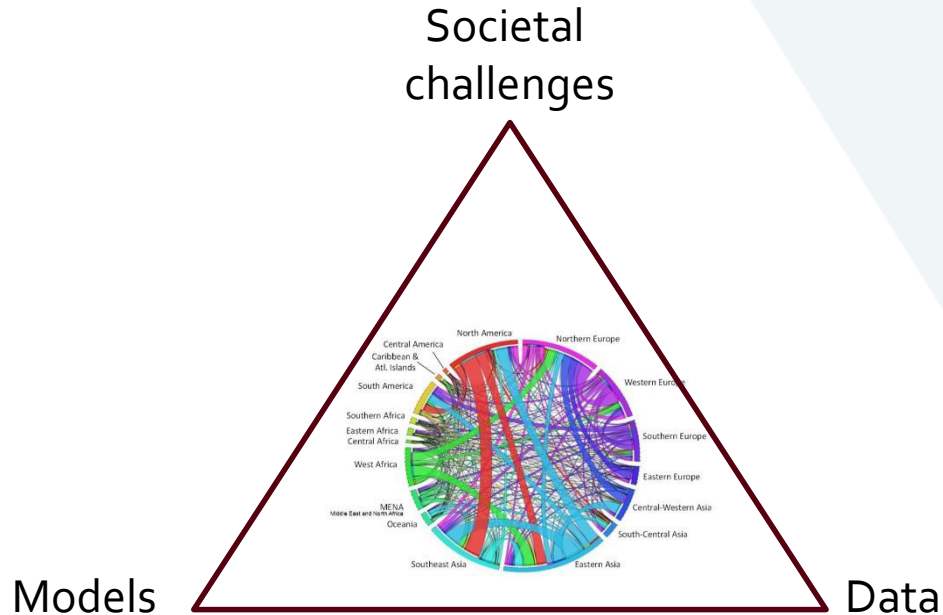 Societal
challenges
North America
Northern Europe
Central America
Caribbean &
Atl. Islands
Western Europe
South America
Southern Africa
Southern Europe
Eastern Africa
Central Africa
West Africa
Eastern Europe
MENA
Middle East and North Africa
Central-Western Asia
Oceania
South-Central Asia
Southeast Asia
Eastern Asia
Models
Data